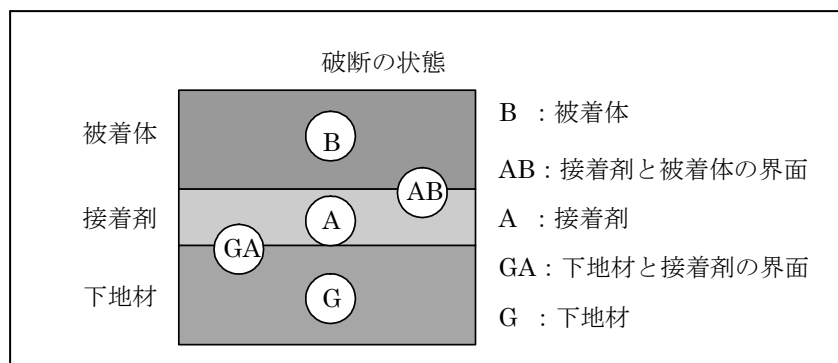 破断の状態
被着体
接着剤
下地材
B
AB
A
GA
G
B : 被着体
AB : 接着剤と被着体の界面
A : 接着剤
GA : 下地材と接着剤の界面
G : 下地材